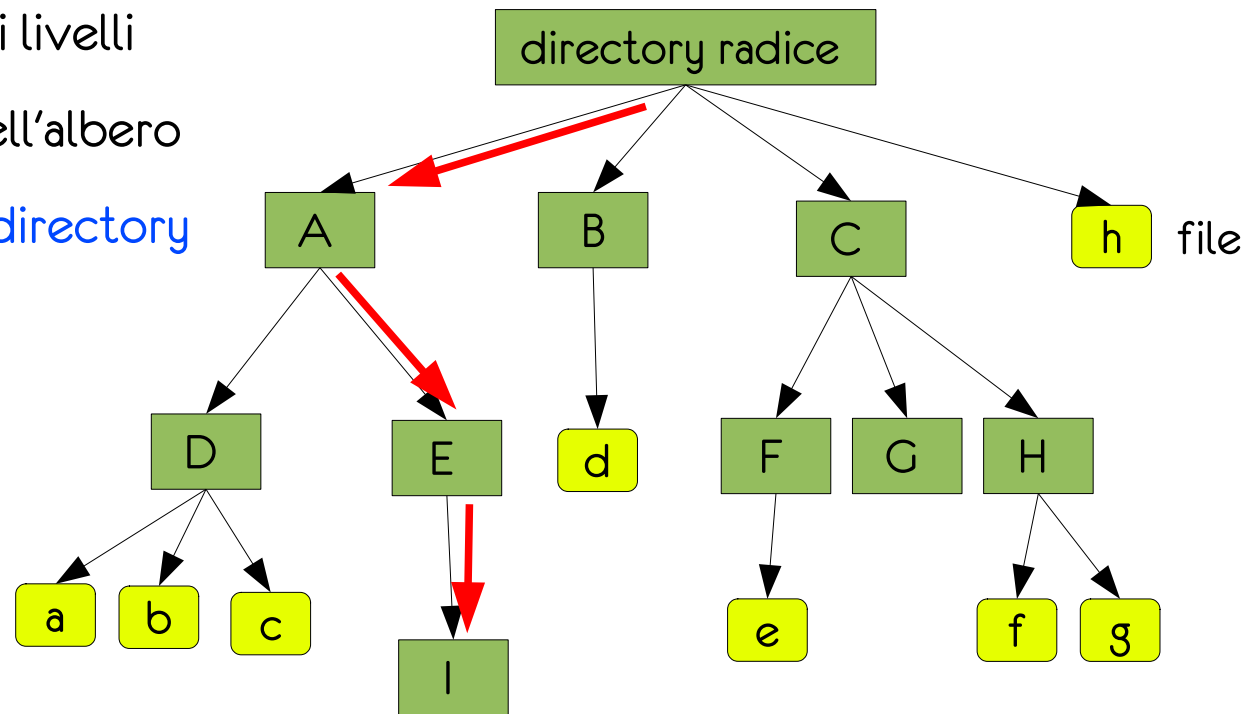 i livelli
directory radice
ell'albero
directory
A
B
C
h
file
D
E
d
F
G
H
a
b
c
e
f
g
I